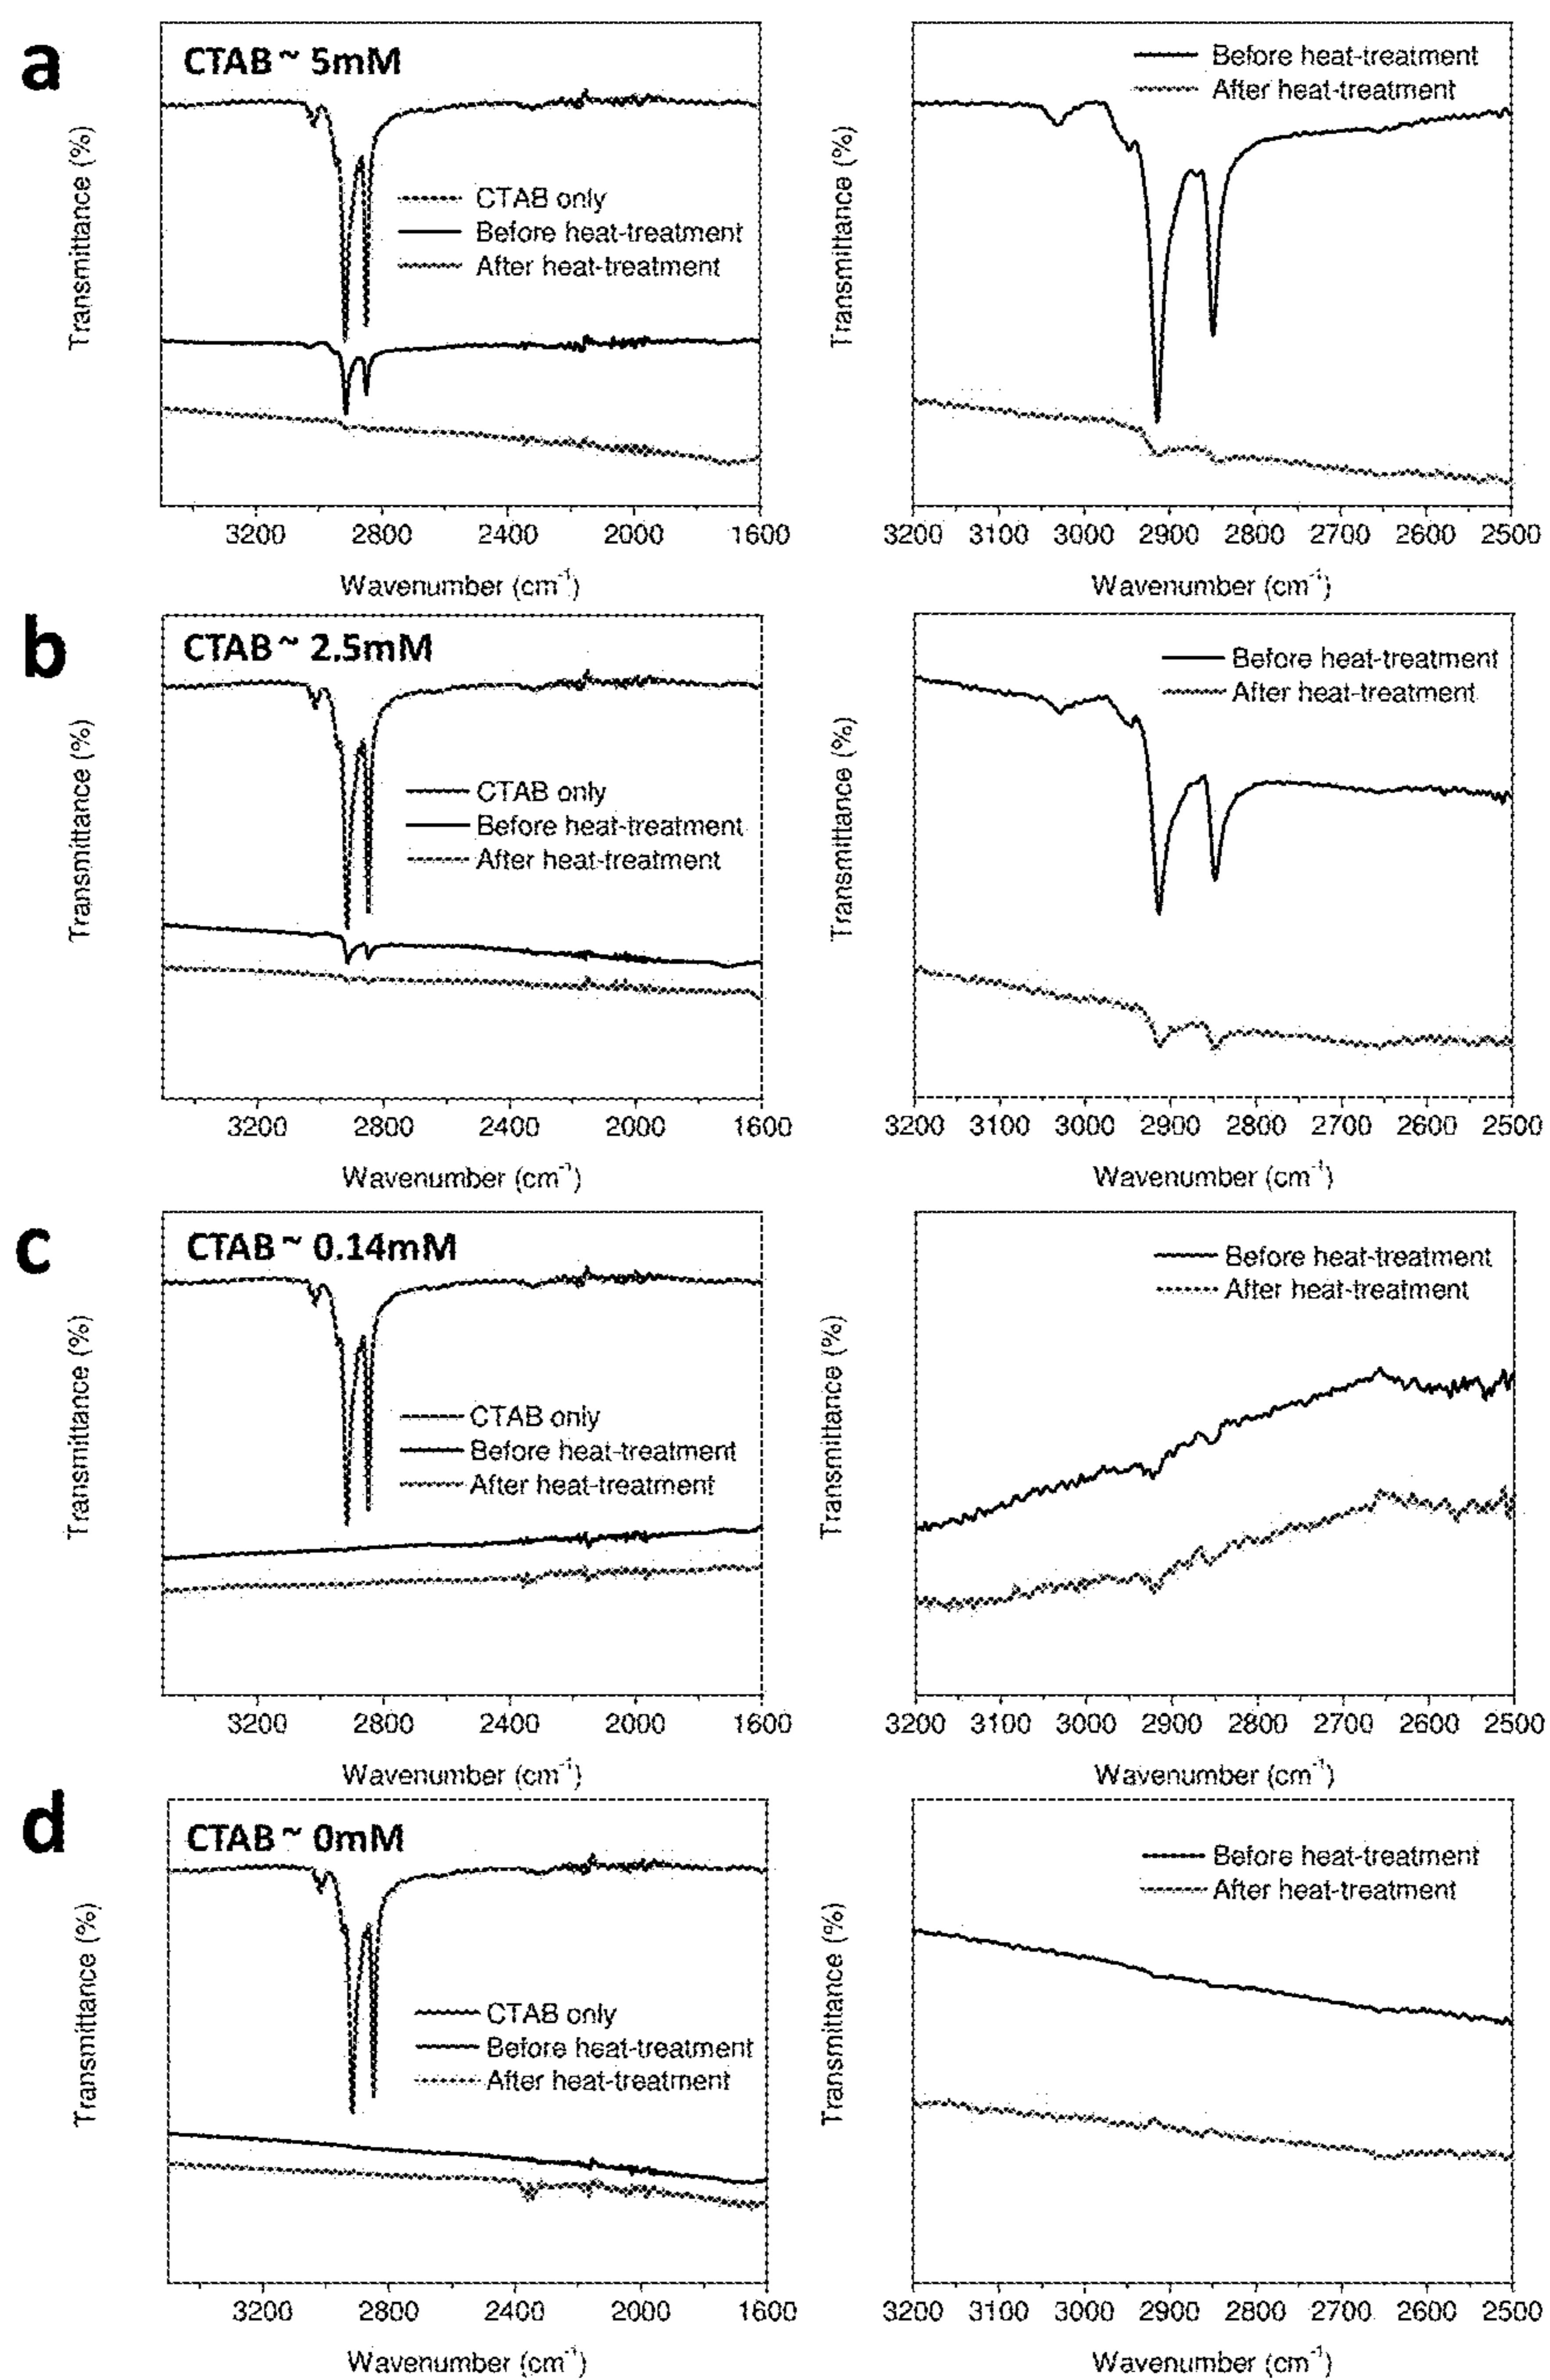 a
CTAB ~ 5mM
Transmittance (%)
CTAB only
Before heat-treatment
After heat-treatment
3200 2800 2400 2000 1600
Wavenumber (cm-1)
Transmittance (%)
Before heat-treatment
After heat-treatment
3200 3100 3000 2900 2800 2700 2600 2500
Wavenumber (cm-1)
b
CTAB ~ 2.5mM
Transmittance (%)
CTAB only
Before heat-treatment
After heat-treatment
3200 2800 2400 2000 1600
Wavenumber (cm-1)
Transmittance (%)
Before heat-treatment
After heat-treatment
3200 3100 3000 2900 2800 2700 2600 2500
Wavenumber (cm-1)
c
CTAB ~ 0.14mM
Transmittance (%)
CTAB only
Before heat-treatment
After heat-treatment
3200 2800 2400 2000 1600
Wavenumber (cm-1)
Transmittance (%)
Before heat-treatment
After heat-treatment
3200 3100 3000 2900 2800 2700 2600 2500
Wavenumber (cm-1)
d
CTAB ~ 0mM
Transmittance (%)
CTAB only
Before heat-treatment
After heat-treatment
3200 2800 2400 2000 1600
Wavenumber (cm-1)
Transmittance (%)
Before heat-treatment
After heat-treatment
3200 3100 3000 2900 2800 2700 2600 2500
Wavenumber (cm-1)